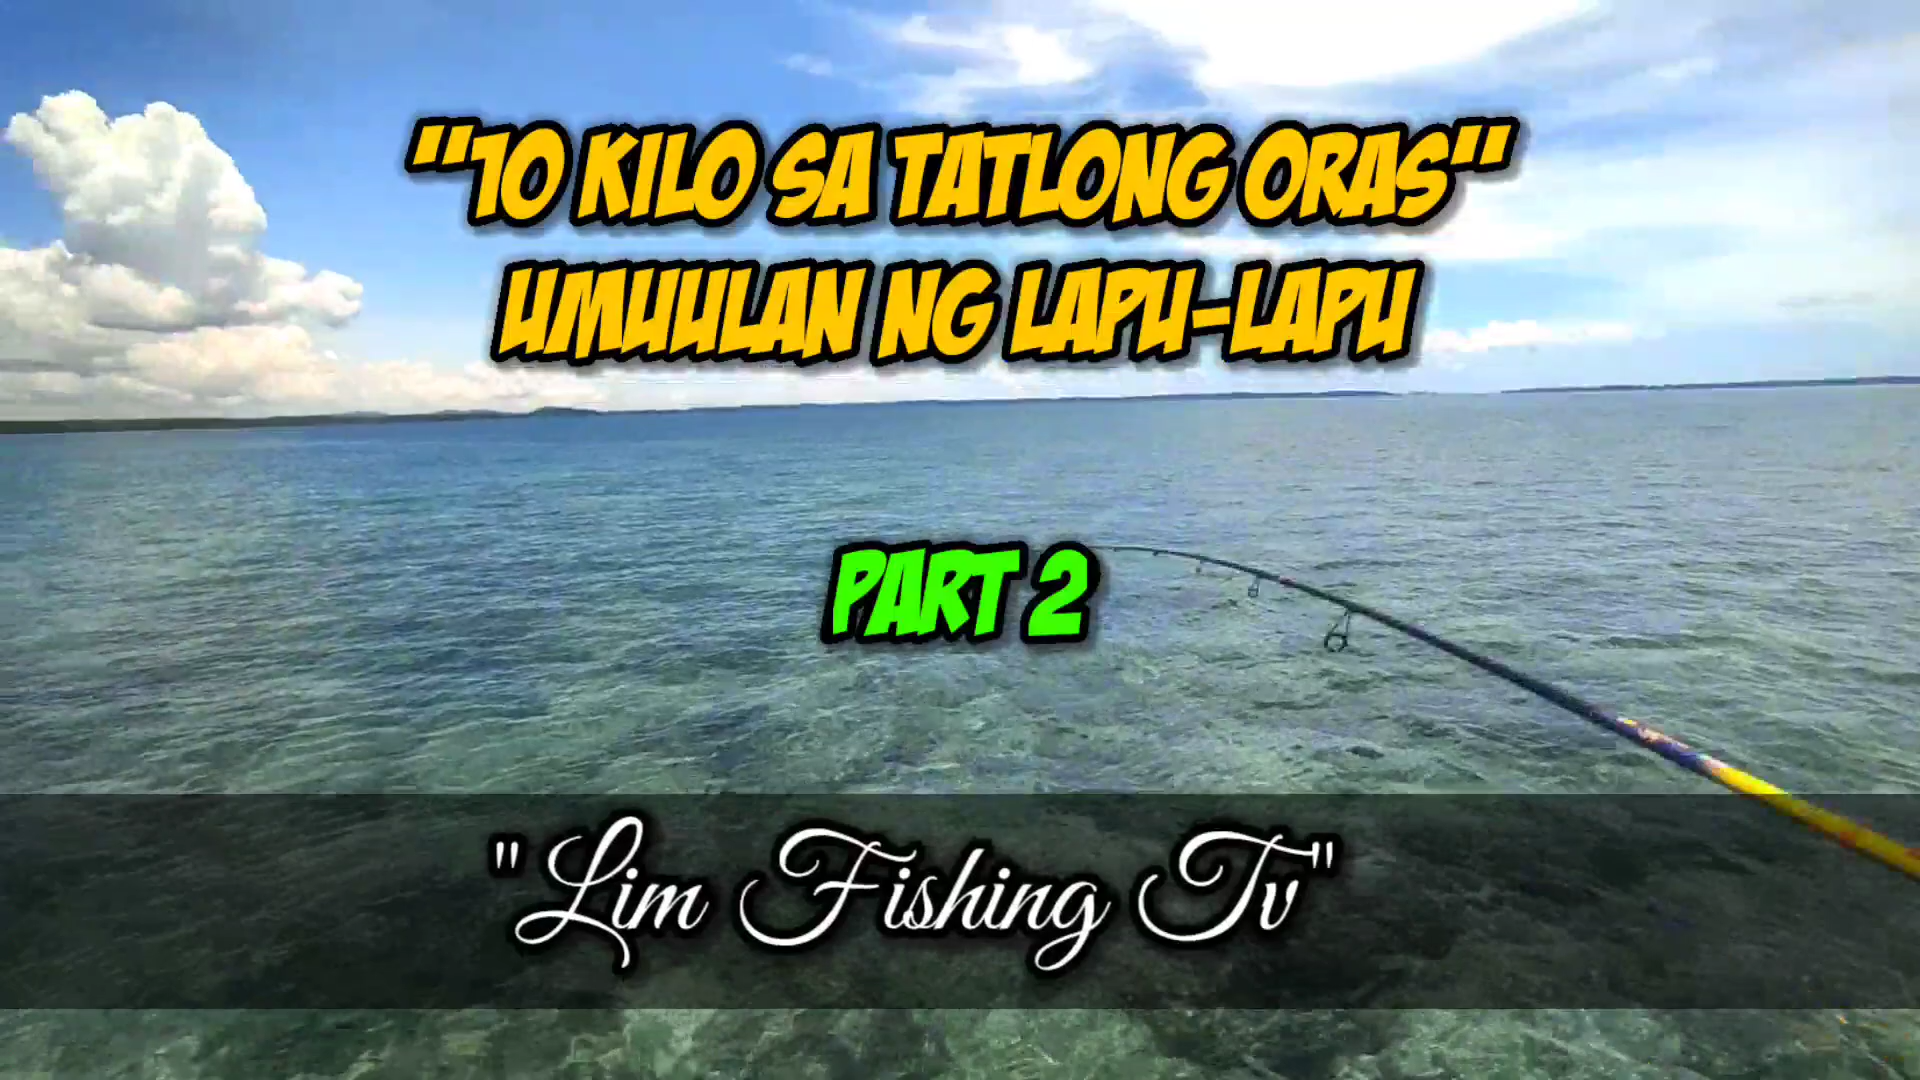 "10 KILO SA TATLONG ORAS"
UMUULAN NG LAPU-LAPU
PART 2
"Lim Fishing Tv"